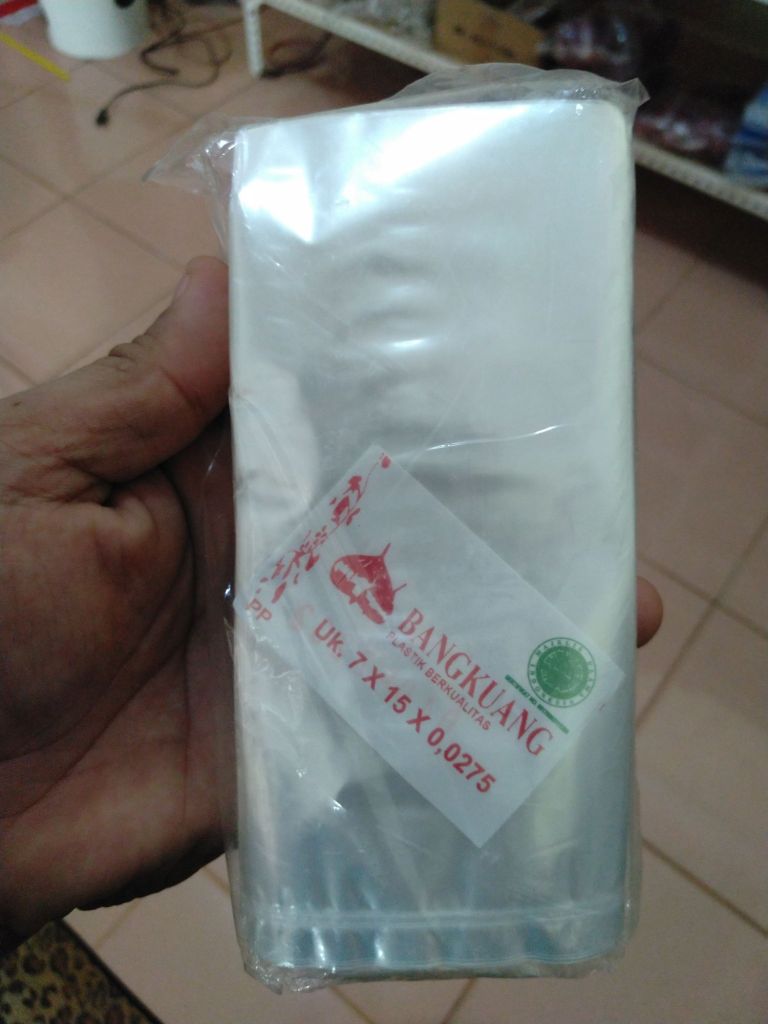 BANGKUANG
PLASTIK BERKUALITAS
PP
Uk. 7 X 15 X 0,0275